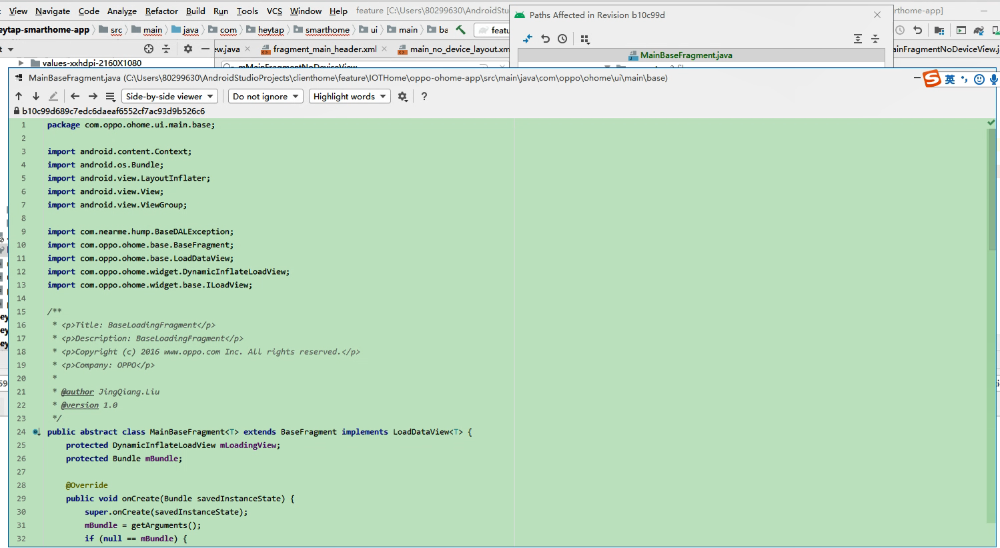 View Navigate Code Analyze Refactor Build Run Tools VCS Window Help feature [C:\Users\80299630\AndroidStu
Paths Affected in Revision b10c99d
rthome-app]
eytap-smarthome-app src main java com heytap smarthome ui main ba featu
t
ew.java fragment_main_header.xml main_no_device_layout.xm
MainBaseFragment.java
ainFragmentNoDeviceView.j
values-xxhdpi-2160X1080
mMainFragmentNoDeviceView
MainBaseFragment.java (C:\Users\80299630\AndroidStudioProjects\clienthome\feature\IOTHome\oppo-ohome-app\src\main\java\com\oppo\ohome\ui\main\base)
S 英
Side-by-side viewer Do not ignore Highlight words ?
b10c99d689c7edc6daeaf6552cf7ac93d9b526c6
1 package com.oppo.ohome.ui.main.base;
2
3 import android.content.Context;
4 import android.os.Bundle;
5 import android.view.LayoutInflater;
6 import android.view.View;
7 import android.view.ViewGroup;
8
9 import com.nearme.hump.BaseDALException;
10 import com.oppo.ohome.base.BaseFragment;
11 import com.oppo.ohome.base.LoadDataView;
12 import com.oppo.ohome.widget.DynamicInflateLoadView;
13 import com.oppo.ohome.widget.base.ILoadView;
14
15 /**
16 * <p>Title: BaseLoadingFragment</p>
17 * <p>Description: BaseLoadingFragment</p>
18 * <p>Copyright (c) 2016 www.oppo.com Inc. All rights reserved.</p>
19 * <p>Company: OPPO</p>
20 *
21 * @author JingQiang.Liu
22 * @version 1.0
23 */
24 public abstract class MainBaseFragment<T> extends BaseFragment implements LoadDataView<T> {
25 protected DynamicInflateLoadView mLoadingView;
26 protected Bundle mBundle;
27
28 @Override
29 public void onCreate(Bundle savedInstanceState) {
30 super.onCreate(savedInstanceState);
31 mBundle = getArguments();
32 if (null == mBundle) {